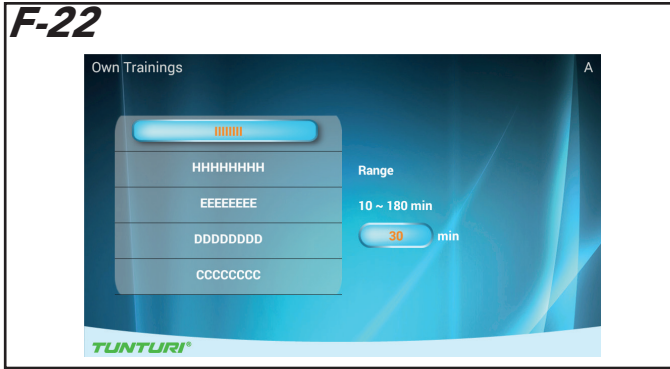 F-22
Own Trainings
A
IIIIIIII
HHHHHHHH
EEEEEEEE
DDDDDDDD
CCCCCCCC
Range
10 ~ 180 min
30 min
TUNTURI®